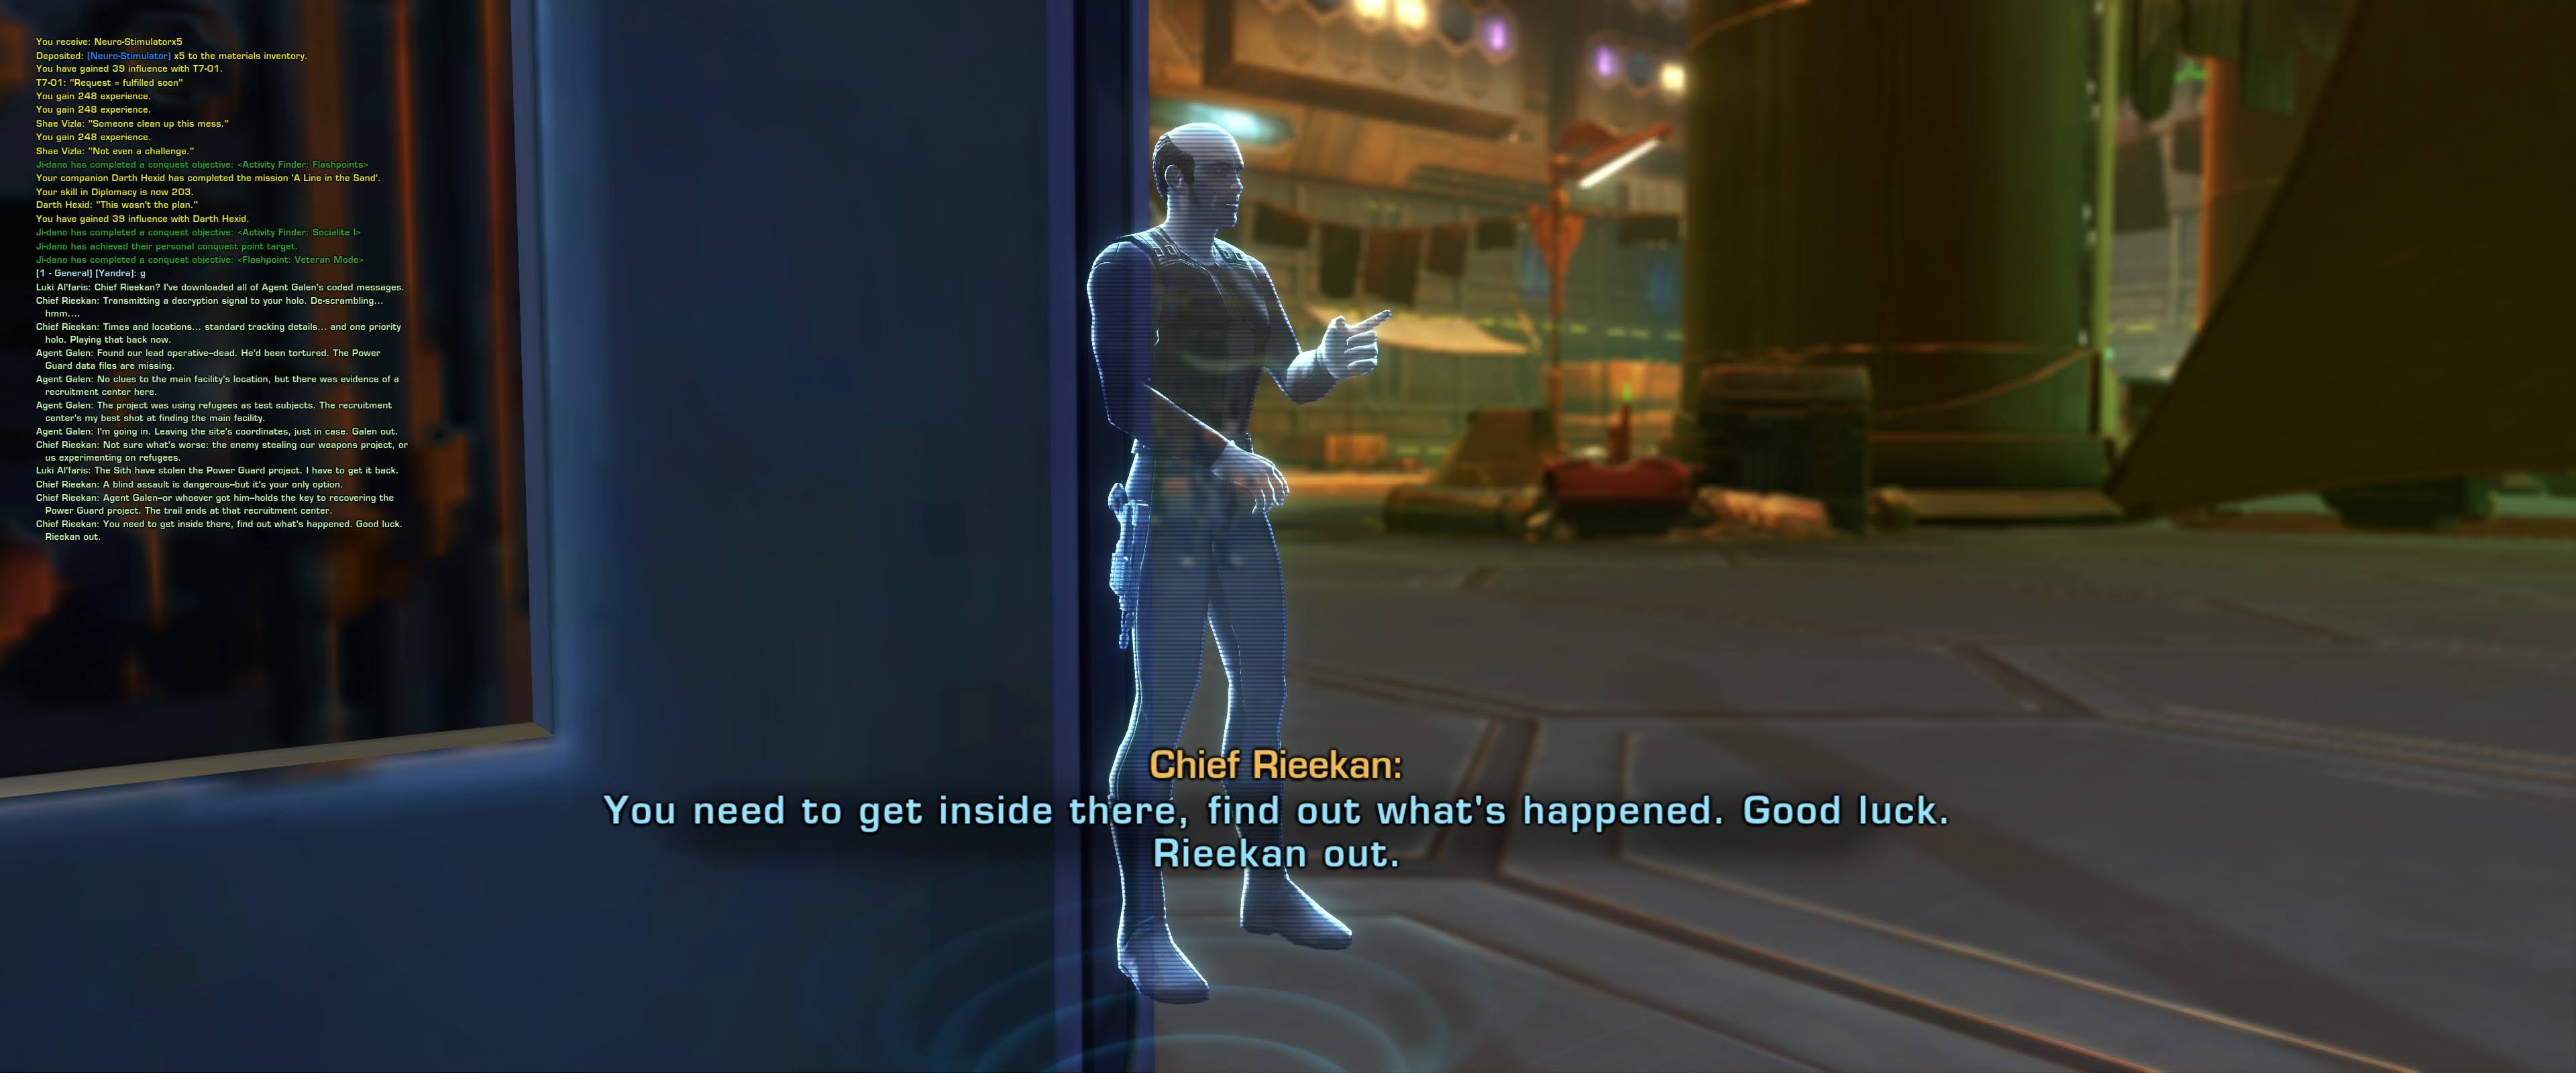 You receive: Neuro-Stimulatorx5
Deposited: [Neuro-Stimulator] x5 to the materials inventory.
You have gained 39 influence with T7-01.
T7-01: "Request = fulfilled soon"
You gain 248 experience.
You gain 248 experience.
Shae Vizla: "Someone clean up this mess."
You gain 248 experience.
Shae Vizla: "Not even a challenge."
Ji-dano has completed a conquest objective: <Activity Finder: Flashpoints>
Your companion Darth Hexid has completed the mission 'A Line in the Sand'.
Your skill in Diplomacy is now 203.
Darth Hexid: "This wasn't the plan."
You have gained 39 influence with Darth Hexid.
Ji-dano has completed a conquest objective: <Activity Finder: Socialite I>
Ji-dano has achieved their personal conquest point target.
Ji-dano has completed a conquest objective: <Flashpoint: Veteran Mode>
[1 - General] [Yandra]: g
Luki Al'faris: Chief Rieekan? I've downloaded all of Agent Galen's coded messages.
Chief Rieekan: Transmitting a decryption signal to your holo. De-scrambling...
hmm....
Chief Rieekan: Times and locations... standard tracking details... and one priority
holo. Playing that back now.
Agent Galen: Found our lead operative–dead. He'd been tortured. The Power
Guard data files are missing.
Agent Galen: No clues to the main facility's location, but there was evidence of a
recruitment center here.
Agent Galen: The project was using refugees as test subjects. The recruitment
center's my best shot at finding the main facility.
Agent Galen: I'm going in. Leaving the site's coordinates, just in case. Galen out.
Chief Rieekan: Not sure what's worse: the enemy stealing our weapons project, or
us experimenting on refugees.
Luki Al'faris: The Sith have stolen the Power Guard project. I have to get it back.
Chief Rieekan: A blind assault is dangerous–but it's your only option.
Chief Rieekan: Agent Galen–or whoever got him–holds the key to recovering the
Power Guard project. The trail ends at that recruitment center.
Chief Rieekan: You need to get inside there, find out what's happened. Good luck.
Rieekan out.
Chief Rieekan:
You need to get inside there, find out what's happened. Good luck.
Rieekan out.